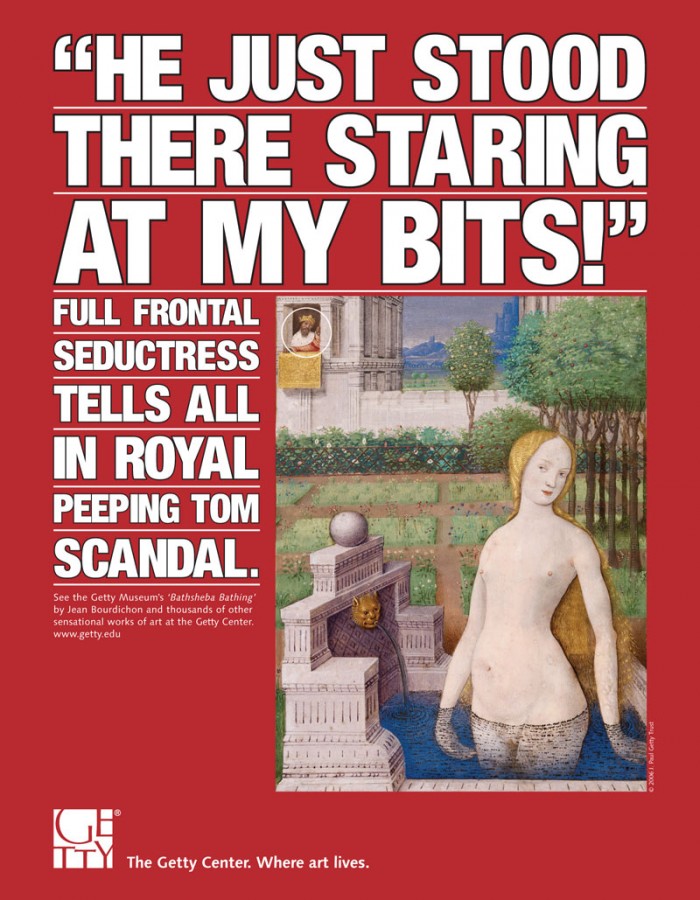 “HE JUST STOOD
THERE STARING
AT MY BITS!”
FULL FRONTAL
SEDUCTRESS
TELLS ALL
IN ROYAL
PEEPING TOM
SCANDAL.
See the Getty Museum's ‘Bathsheba Bathing’
by Jean Bourdichon and thousands of other
sensational works of art at the Getty Center.
www.getty.edu
© 2006 J. Paul Getty Trust
GE
TTY®
The Getty Center. Where art lives.